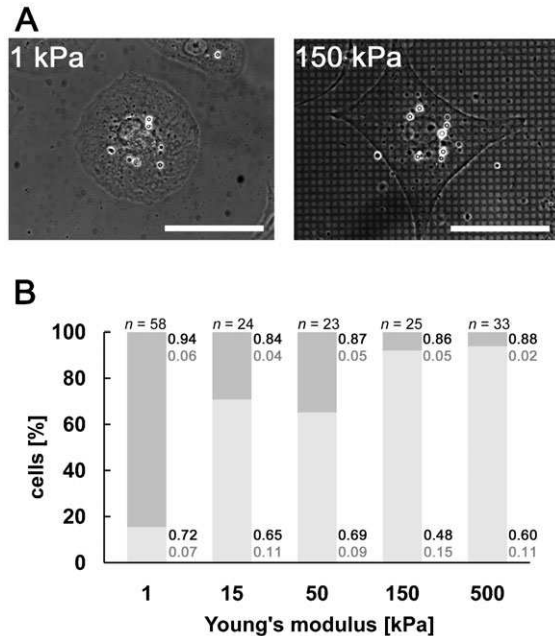 A
1 kPa
150 kPa
B
n = 58
n = 24
n = 23
n = 25
n = 33
100
80
60
40
20
0
cells [%]
0.94
0.06
0.84
0.04
0.87
0.05
0.86
0.05
0.88
0.02
0.72
0.07
0.65
0.11
0.69
0.09
0.48
0.15
0.60
0.11
1
15
50
150
500
Young's modulus [kPa]